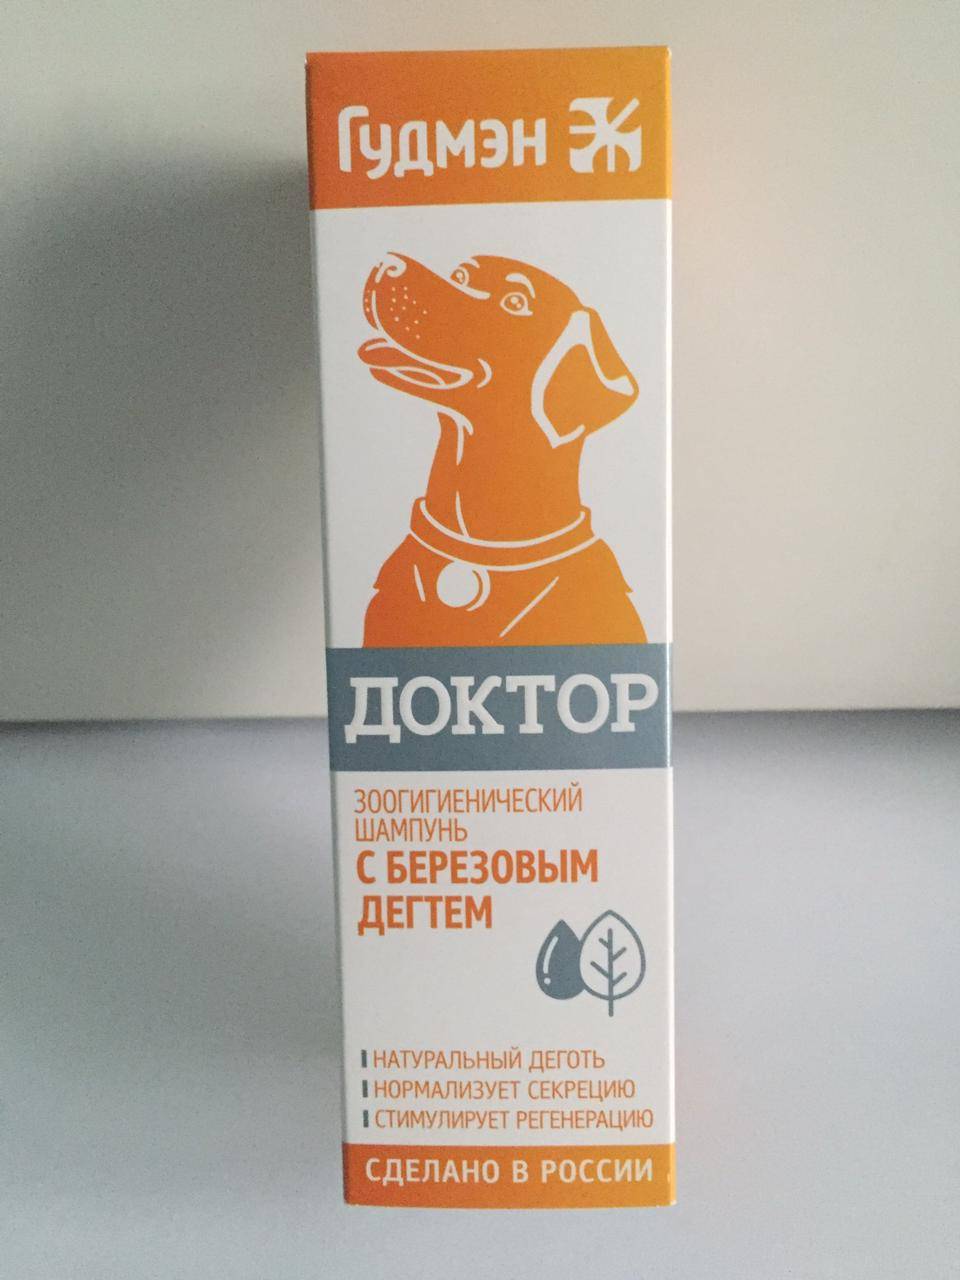 Гудмэн
ДОКТОР
ЗООГИГИЕНИЧЕСКИЙ
ШАМПУНЬ
С БЕРЕЗОВЫМ
ДЕГТЕМ
НАТУРАЛЬНЫЙ ДЕГОТЬ
НОРМАЛИЗУЕТ СЕКРЕЦИЮ
СТИМУЛИРУЕТ РЕГЕНЕРАЦИЮ
СДЕЛАНО В РОССИИ